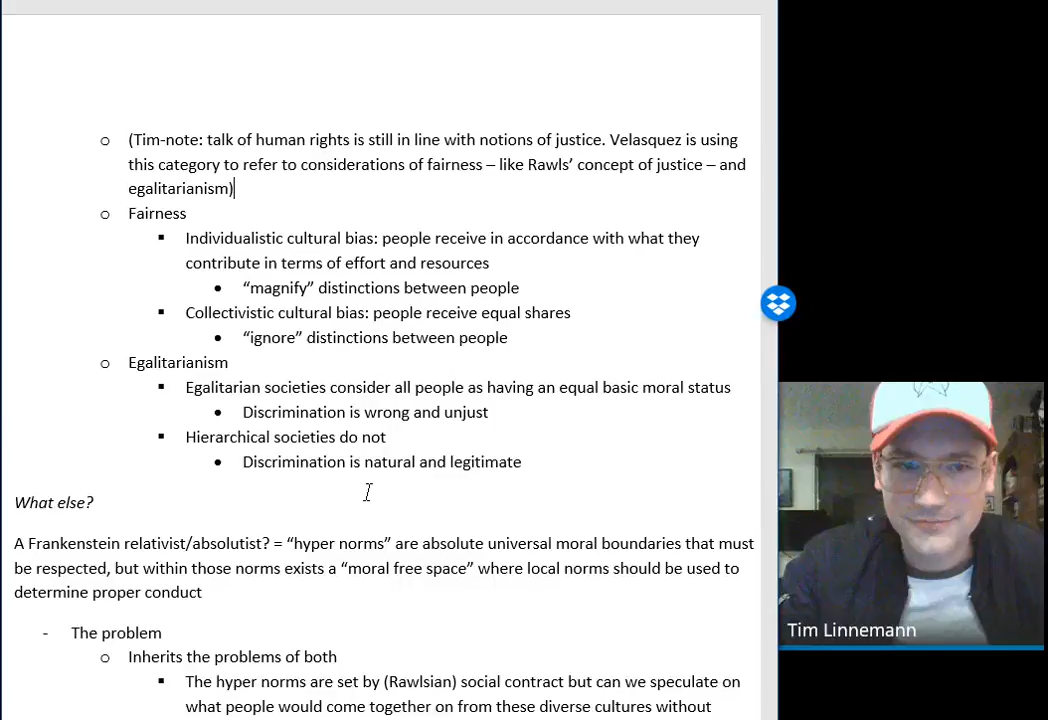 o (Tim-note: talk of human rights is still in line with notions of justice. Velasquez is using
this category to refer to considerations of fairness – like Rawls’ concept of justice – and
egalitarianism)
o Fairness
▪ Individualistic cultural bias: people receive in accordance with what they
contribute in terms of effort and resources
• “magnify” distinctions between people
▪ Collectivistic cultural bias: people receive equal shares
• “ignore” distinctions between people
o Egalitarianism
▪ Egalitarian societies consider all people as having an equal basic moral status
• Discrimination is wrong and unjust
▪ Hierarchical societies do not
• Discrimination is natural and legitimate
What else?
A Frankenstein relativist/absolutist? = “hyper norms” are absolute universal moral boundaries that must
be respected, but within those norms exists a “moral free space” where local norms should be used to
determine proper conduct
- The problem
o Inherits the problems of both
▪ The hyper norms are set by (Rawlsian) social contract but can we speculate on
what people would come together on from these diverse cultures without
Tim Linnemann